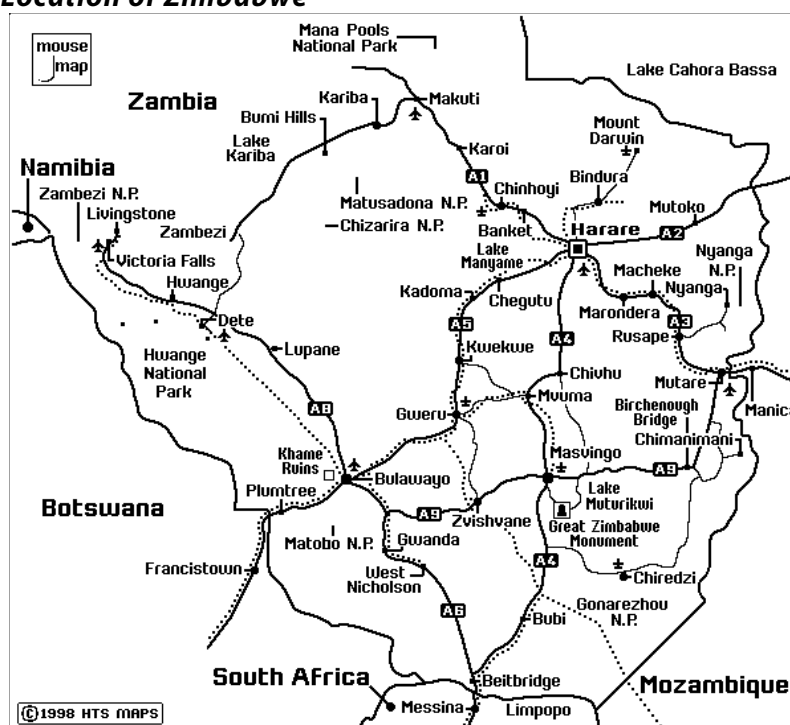 Location of Zimbabwe
mouse
map
Mana Pools
National Park
Lake Cahora Bassa
Zambia
Kariba
Makuti
Bumi Hills
Lake
Kariba
Mount
Darwin
Karoi
Bindura
Namibia
A1
Zambezi N.P.
Matusadona N.P.
Chinhoyi
Livingstone
Mutoko
Zambezi
Chizarira N.P.
Banket
Harare
A2
Victoria Falls
Lake
Manyame
Nyanga
N.P.
Hwange
Macheke
Kadoma
Chegutu
Nyanga
Marondera
Dete
A5
A3
A4
Rusape
Hwange
National
Park
Lupane
Kwekwe
Chivhu
Mutare
A8
Mvuma
Manica
Gweru
Birchenough
Bridge
Chimanimani
Khame
Ruins
Masvingo
Bulawayo
A9
Botswana
Plumtree
A9
Zvishvane
Lake
Muturikwi
Great Zimbabwe
Monument
Matobo N.P.
Gwanda
A4
Francistown
West
Nicholson
Chiredzi
A6
Gonarezhou
N.P.
Bubi
South Africa
Beitbridge
Mozambique
Messina
Limpopo
©1998 HTS MAPS